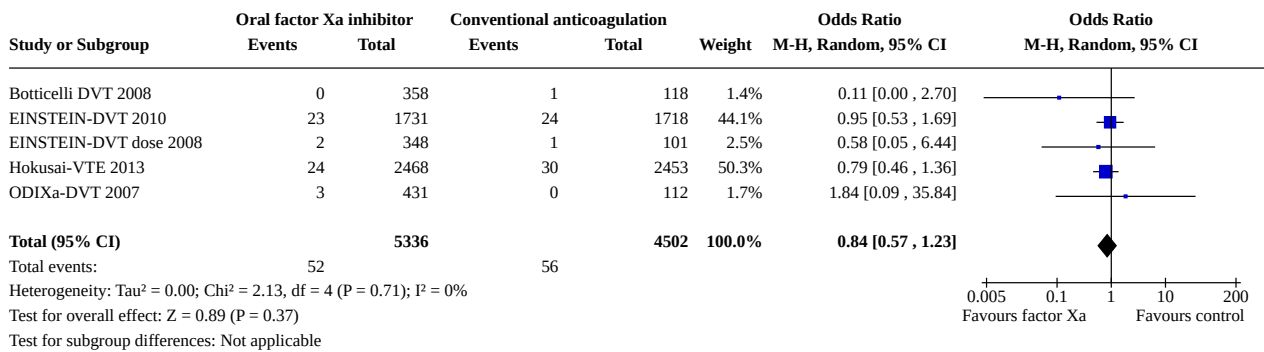 Oral factor Xa inhibitor Conventional anticoagulation Odds Ratio Odds Ratio
Study or Subgroup Events Total Events Total Weight M-H, Random, 95% CI M-H, Random, 95% CI
Botticelli DVT 2008 0 358 1 118 1.4% 0.11 [0.00 , 2.70]
EINSTEIN-DVT 2010 23 1731 24 1718 44.1% 0.95 [0.53 , 1.69]
EINSTEIN-DVT dose 2008 2 348 1 101 2.5% 0.58 [0.05 , 6.44]
Hokusai-VTE 2013 24 2468 30 2453 50.3% 0.79 [0.46 , 1.36]
ODIXa-DVT 2007 3 431 0 112 1.7% 1.84 [0.09 , 35.84]
Total (95% CI) 5336 4502 100.0% 0.84 [0.57 , 1.23]
Total events: 52 56
Heterogeneity: Tau² = 0.00; Chi² = 2.13, df = 4 (P = 0.71); I² = 0%
0.005 0.1 1 10 200
Test for overall effect: Z = 0.89 (P = 0.37)
Favours factor Xa Favours control
Test for subgroup differences: Not applicable